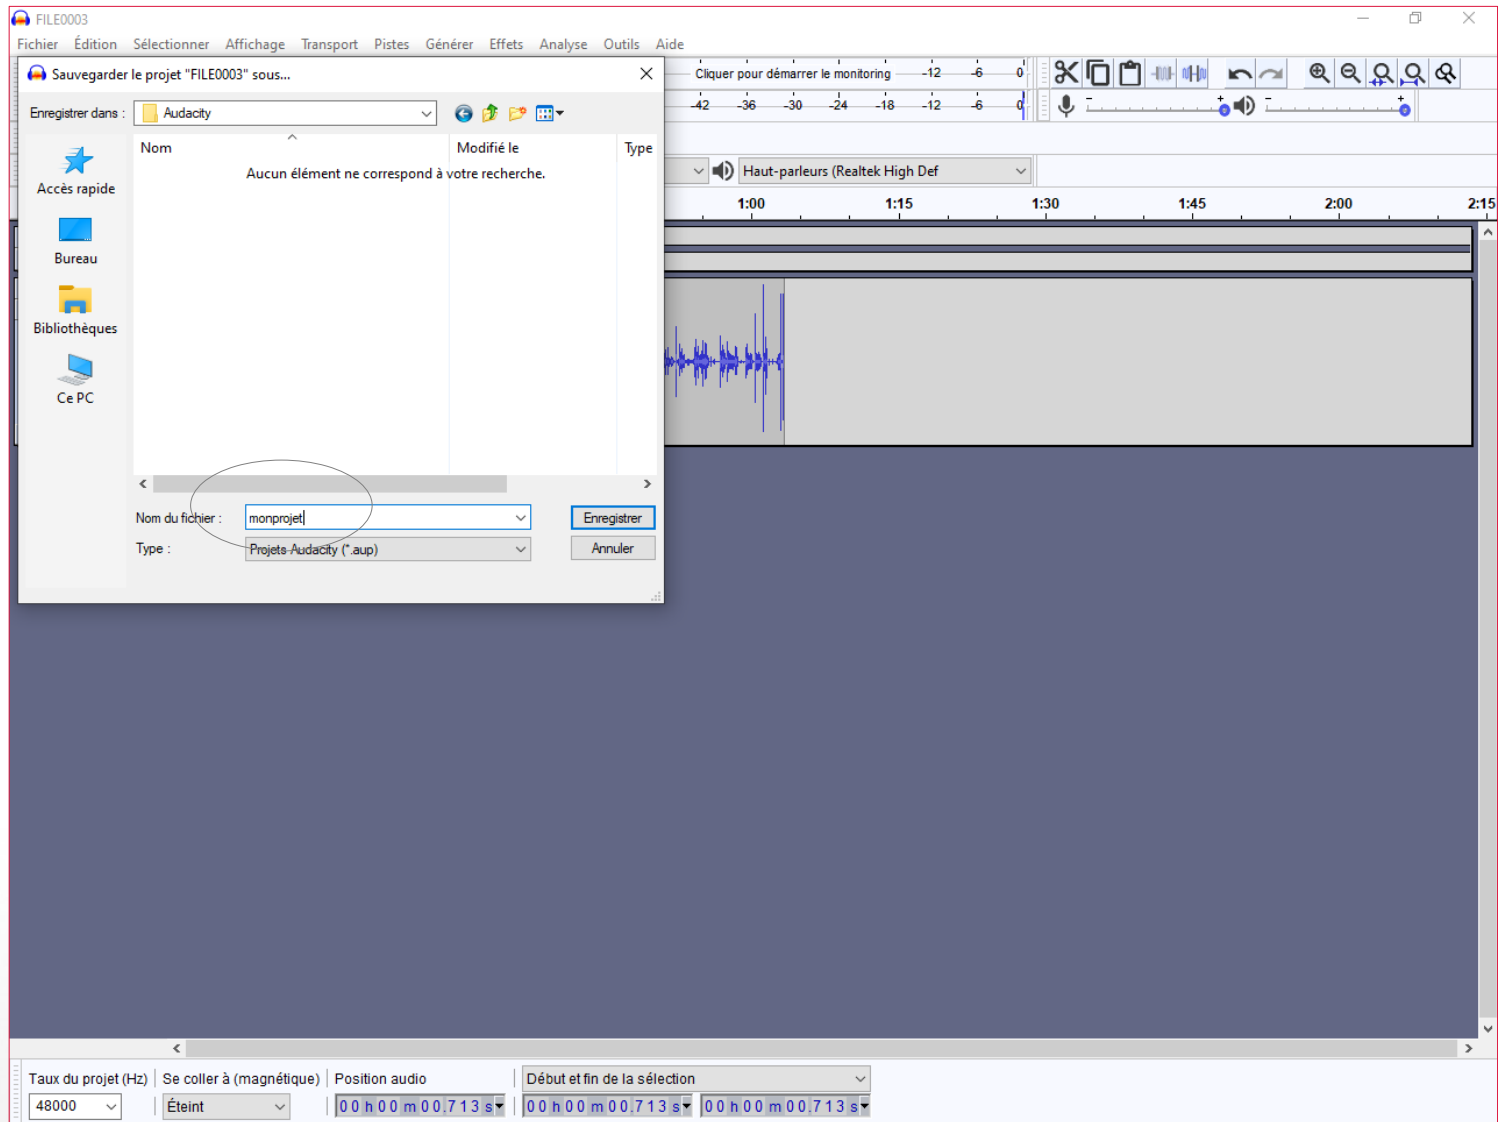 FILE0003
Fichier Édition Sélectionner Affichage Transport Pistes Générer Effets Analyse Outils Aide
Sauvegarder le projet "FILE0003" sous...
Cliquer pour démarrer le monitoring -12 -6 0
Enregistrer dans : Audacity
-42 -36 -30 -24 -18 -12 -6 0
Nom Modifié le Type
Aucun élément ne correspond à votre recherche.
Haut-parleurs (Realtek High Def
Accès rapide
1:00 1:15 1:30 1:45 2:00 2:15
Bureau
Bibliothèques
Ce PC
Nom du fichier : monprojet Enregistrer
Type : Projets Audacity (*.aup) Annuler
Taux du projet (Hz) Se coller à (magnétique) Position audio Début et fin de la sélection
48000 Éteint 00 h 00 m 00.713 s 00 h 00 m 00.713 s 00 h 00 m 00.713 s